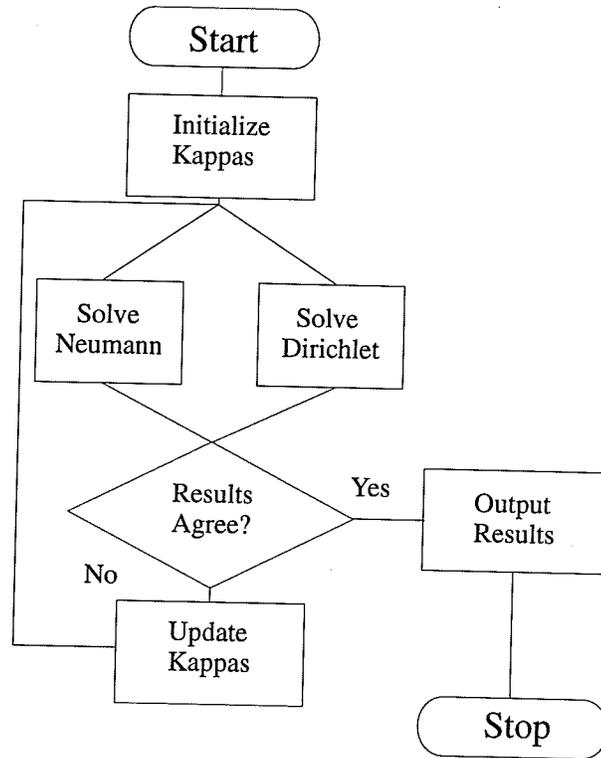 Start
Initialize
Kappas
Solve
Neumann
Solve
Dirichlet
Results
Agree?
Yes
Output
Results
No
Update
Kappas
Stop